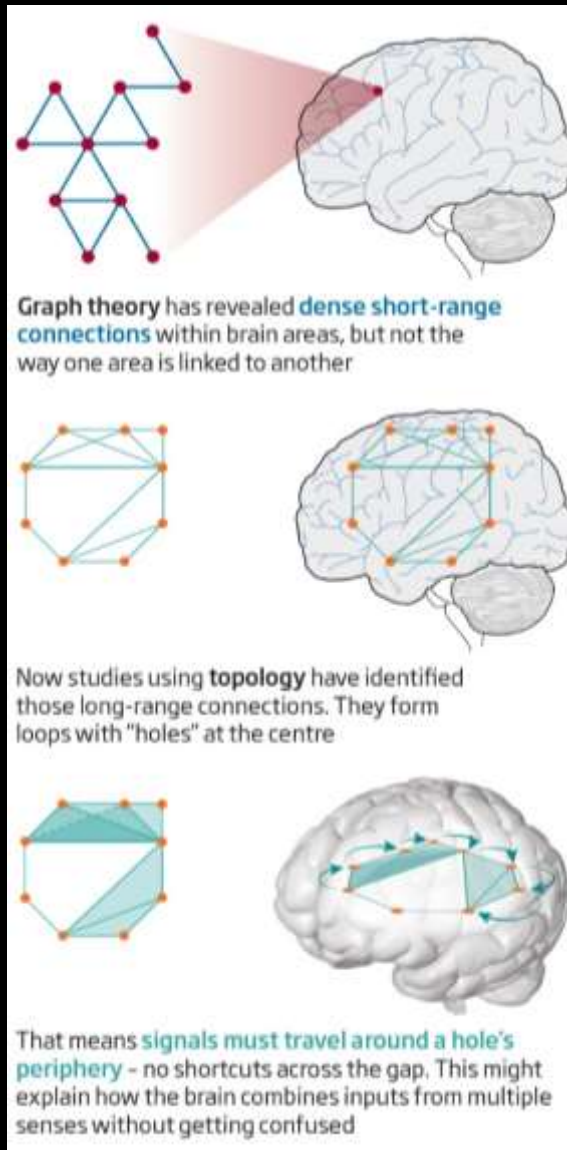 Graph theory has revealed dense short-range
connections within brain areas, but not the
way one area is linked to another
Now studies using topology have identified
those long-range connections. They form
loops with "holes" at the centre
That means signals must travel around a hole's
periphery – no shortcuts across the gap. This might
explain how the brain combines inputs from multiple
senses without getting confused